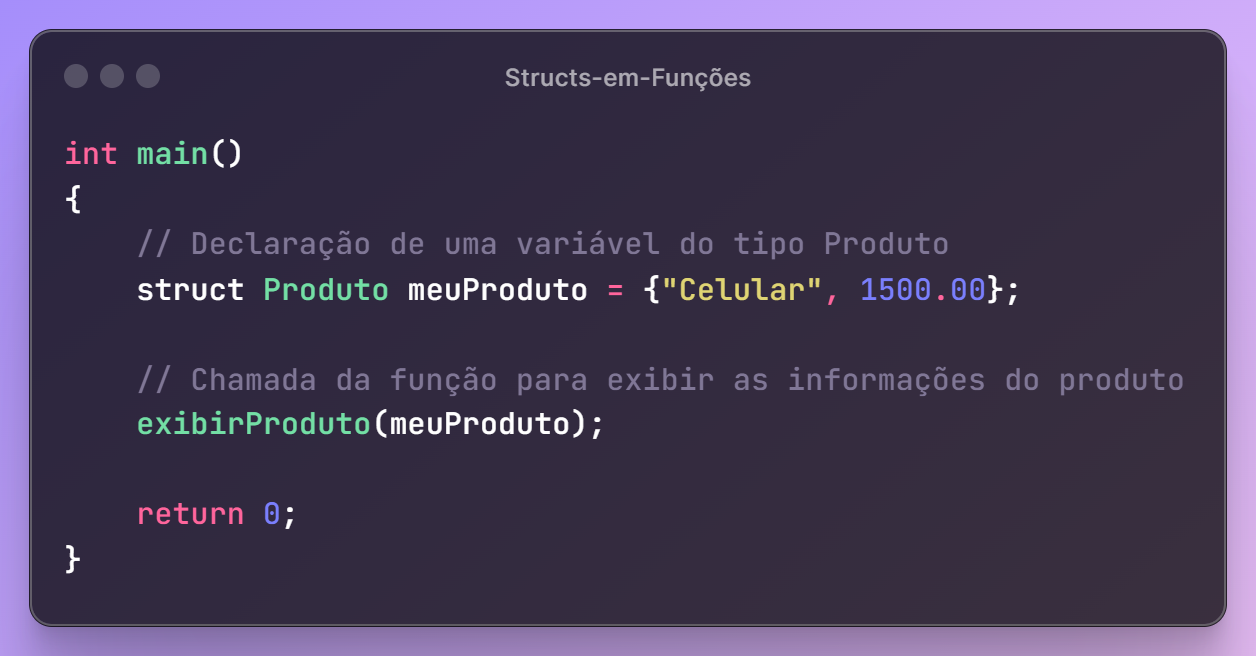 Structs-em-Funções
int main()
{
    // Declaração de uma variável do tipo Produto
    struct Produto meuProduto = {"Celular", 1500.00};
    // Chamada da função para exibir as informações do produto
    exibirProduto(meuProduto);
    return 0;
}